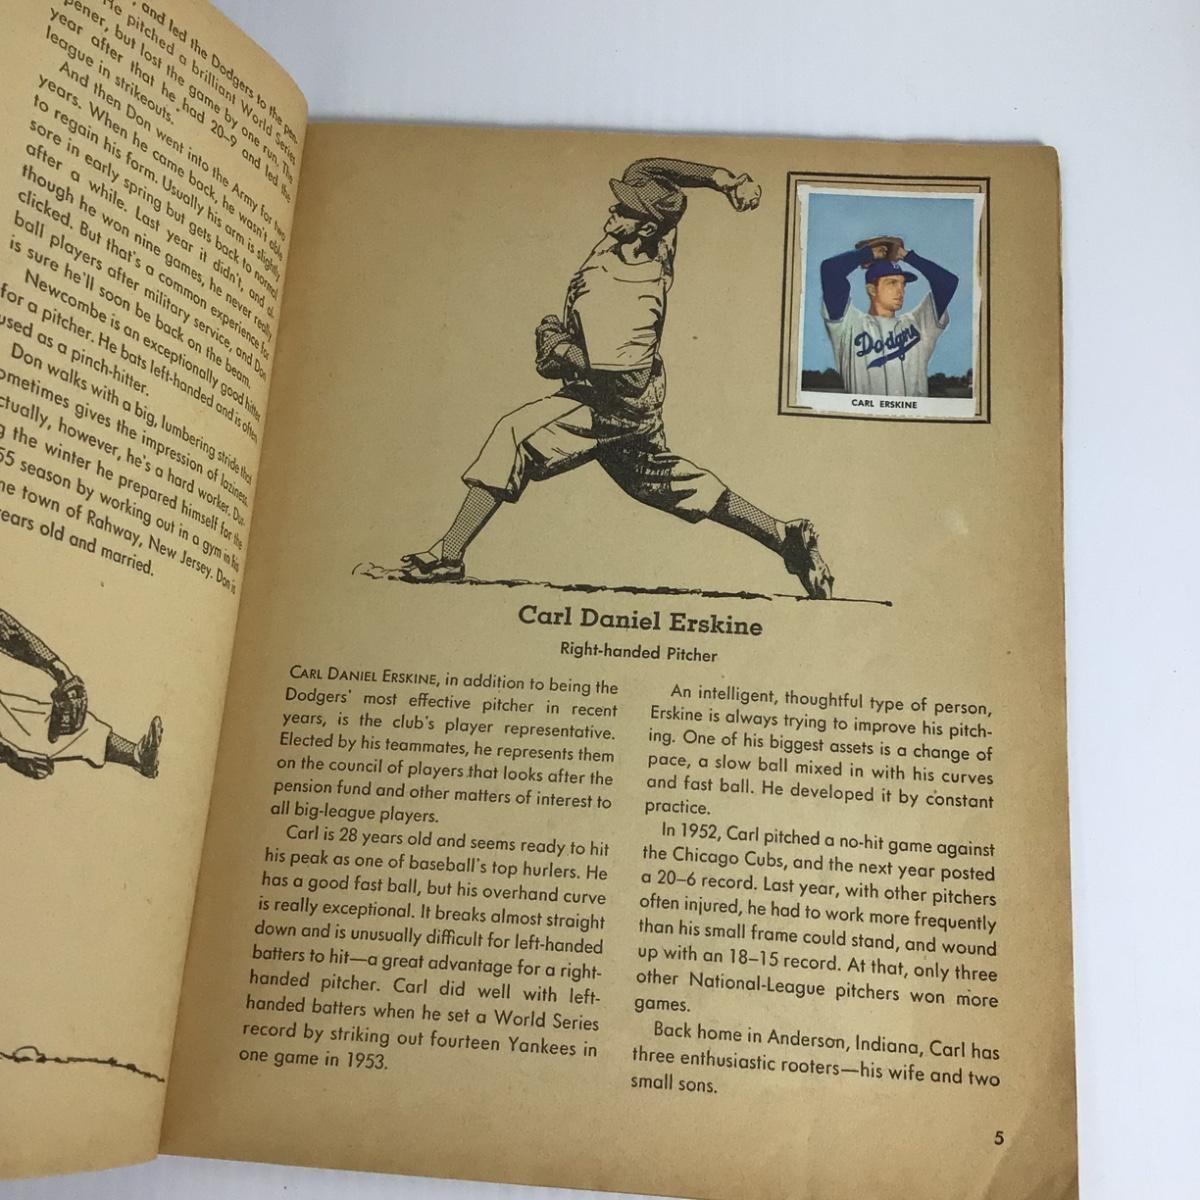 , and led the Dodgers to the pen-
He pitched a brilliant World Series
pener, but lost the game by one run. The
year after that he had 20–9 and led the
league in strikeouts.
And then Don went into the Army for two
years. When he came back, he wasn't able
to regain his form. Usually his arm is slightly
sore in early spring but gets back to normal
after a while. Last year it didn't, and al-
though he won nine games, he never really
clicked. But that's a common experience for
ball players after military service, and Don
is sure he'll soon be back on the beam.
Newcombe is an exceptionally good hitter
for a pitcher. He bats left-handed and is often
used as a pinch-hitter.
Don walks with a big, lumbering stride that
ometimes gives the impression of laziness.
ctually, however, he's a hard worker. Dur-
g the winter he prepared himself for the
55 season by working out in a gym in his
me town of Rahway, New Jersey. Don is
ears old and married.
Dodgers
CARL ERSKINE
Carl Daniel Erskine
Right-handed Pitcher
CARL DANIEL ERSKINE, in addition to being the
Dodgers' most effective pitcher in recent
years, is the club's player representative.
Elected by his teammates, he represents them
on the council of players that looks after the
pension fund and other matters of interest to
all big-league players.
Carl is 28 years old and seems ready to hit
his peak as one of baseball's top hurlers. He
has a good fast ball, but his overhand curve
is really exceptional. It breaks almost straight
down and is unusually difficult for left-handed
batters to hit—a great advantage for a right-
handed pitcher. Carl did well with left-
handed batters when he set a World Series
record by striking out fourteen Yankees in
one game in 1953.
An intelligent, thoughtful type of person,
Erskine is always trying to improve his pitch-
ing. One of his biggest assets is a change of
pace, a slow ball mixed in with his curves
and fast ball. He developed it by constant
practice.
In 1952, Carl pitched a no-hit game against
the Chicago Cubs, and the next year posted
a 20–6 record. Last year, with other pitchers
often injured, he had to work more frequently
than his small frame could stand, and wound
up with an 18–15 record. At that, only three
other National-League pitchers won more
games.
Back home in Anderson, Indiana, Carl has
three enthusiastic rooters—his wife and two
small sons.
5